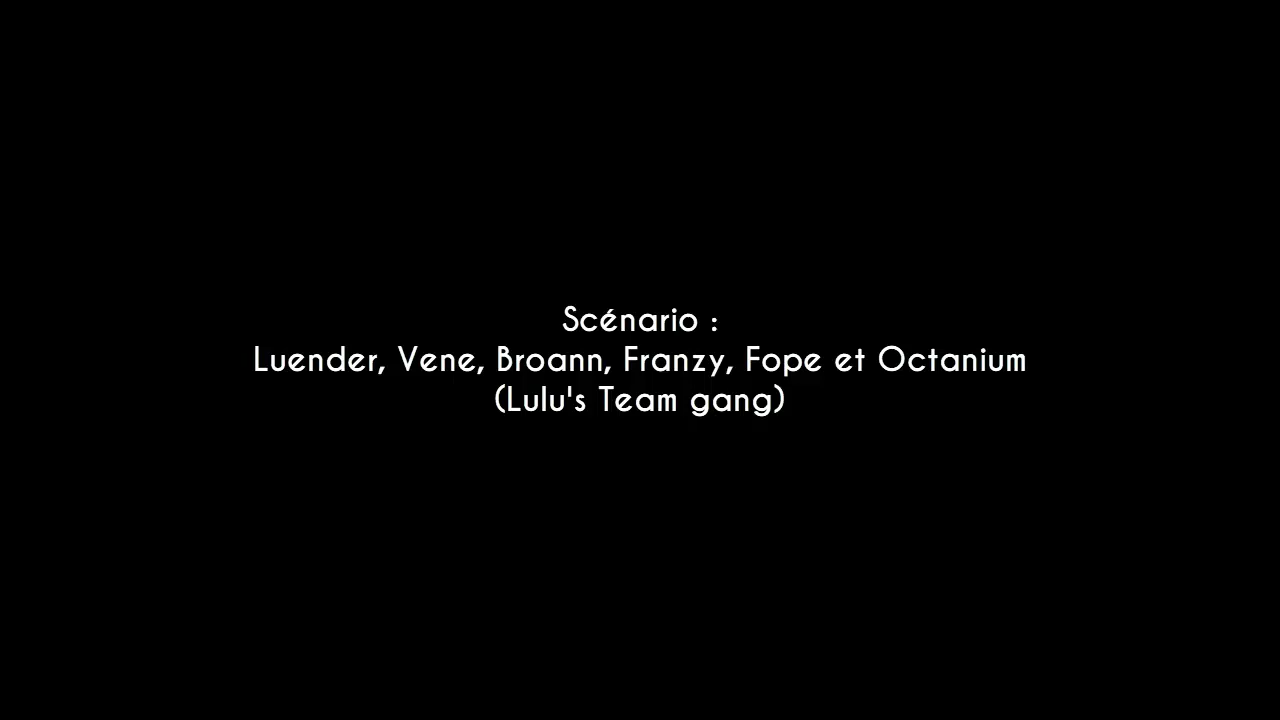 Scénario :
Luender, Vene, Broann, Franzy, Fope et Octanium
(Lulu's Team gang)